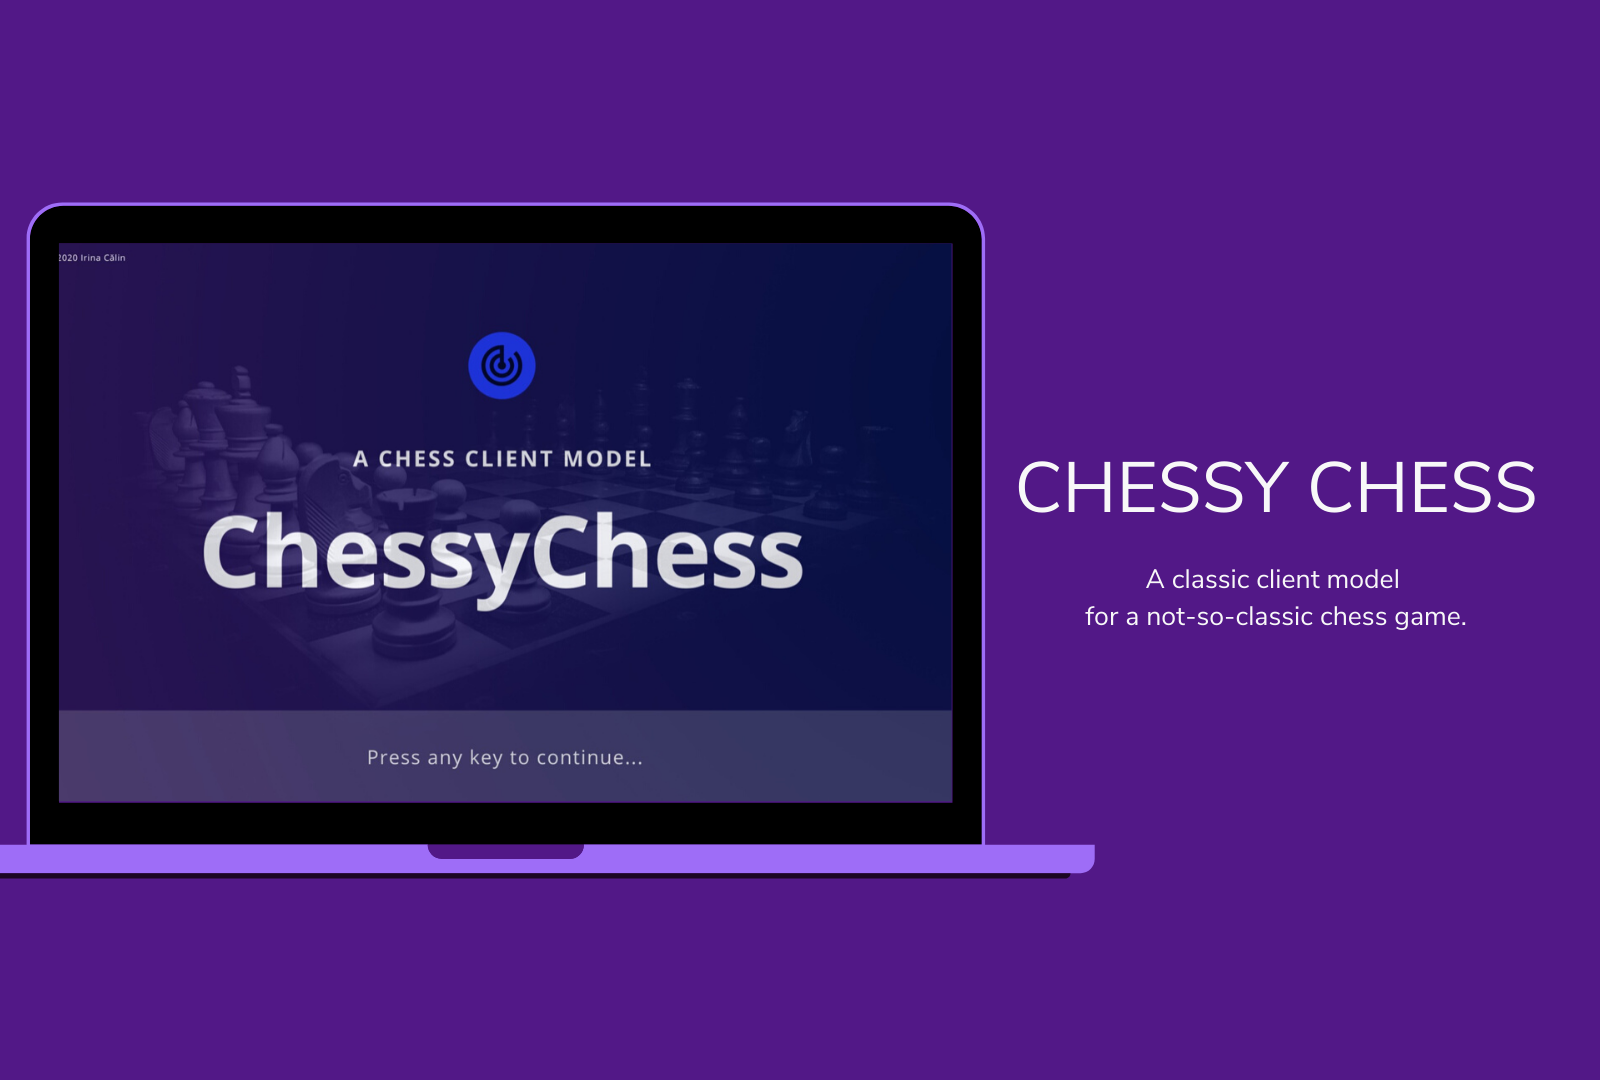 2020 Irina Călin
A CHESS CLIENT MODEL
ChessyChess
Press any key to continue...
CHESSY CHESS
A classic client model
for a not-so-classic chess game.